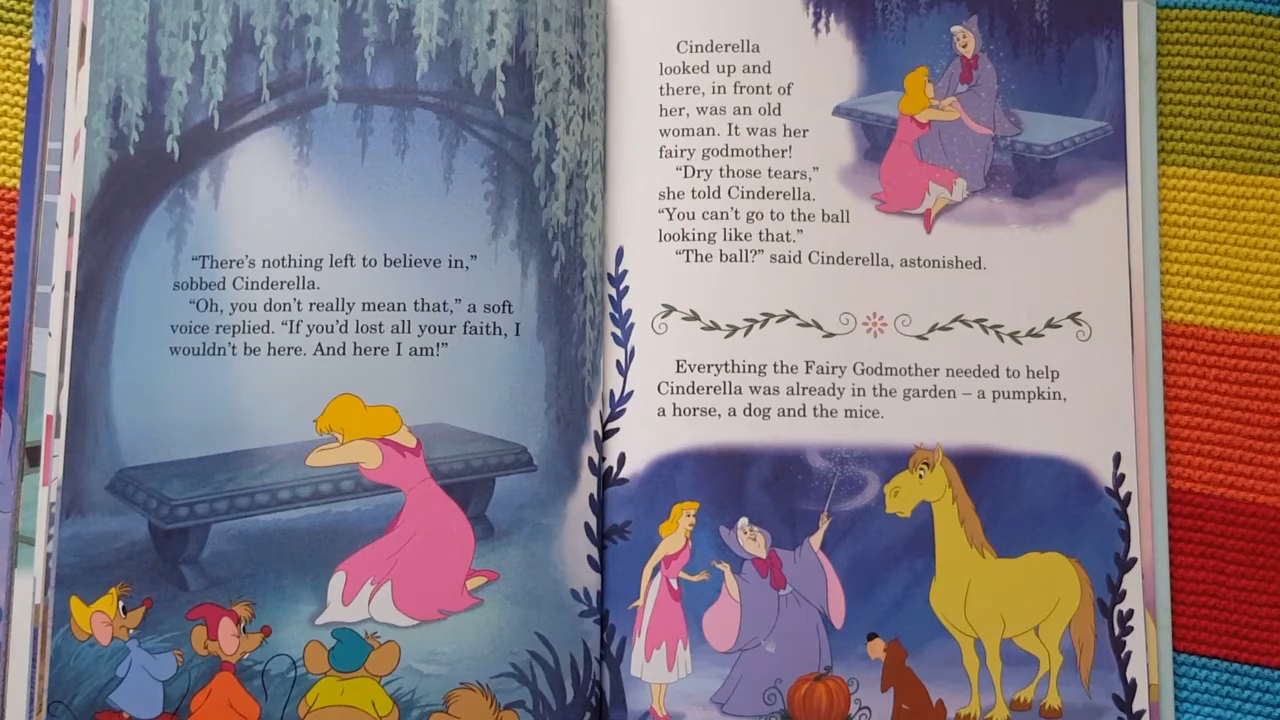 “There’s nothing left to believe in,”
sobbed Cinderella.
“Oh, you don’t really mean that,” a soft
voice replied. “If you’d lost all your faith, I
wouldn’t be here. And here I am!”
Cinderella
looked up and
there, in front of
her, was an old
woman. It was her
fairy godmother!
“Dry those tears,”
she told Cinderella.
“You can’t go to the ball
looking like that.”
“The ball?” said Cinderella, astonished.
Everything the Fairy Godmother needed to help
Cinderella was already in the garden – a pumpkin,
a horse, a dog and the mice.